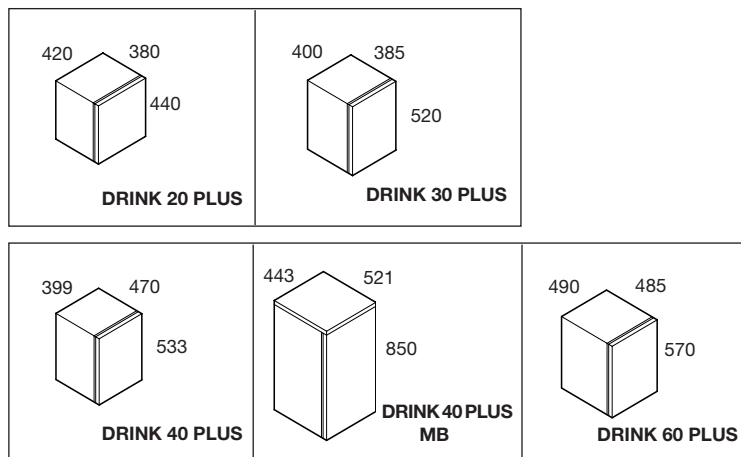 420 380
440
DRINK 20 PLUS
400 385
520
DRINK 30 PLUS
399 470
533
DRINK 40 PLUS
443 521
850
DRINK 40 PLUS
MB
490 485
570
DRINK 60 PLUS